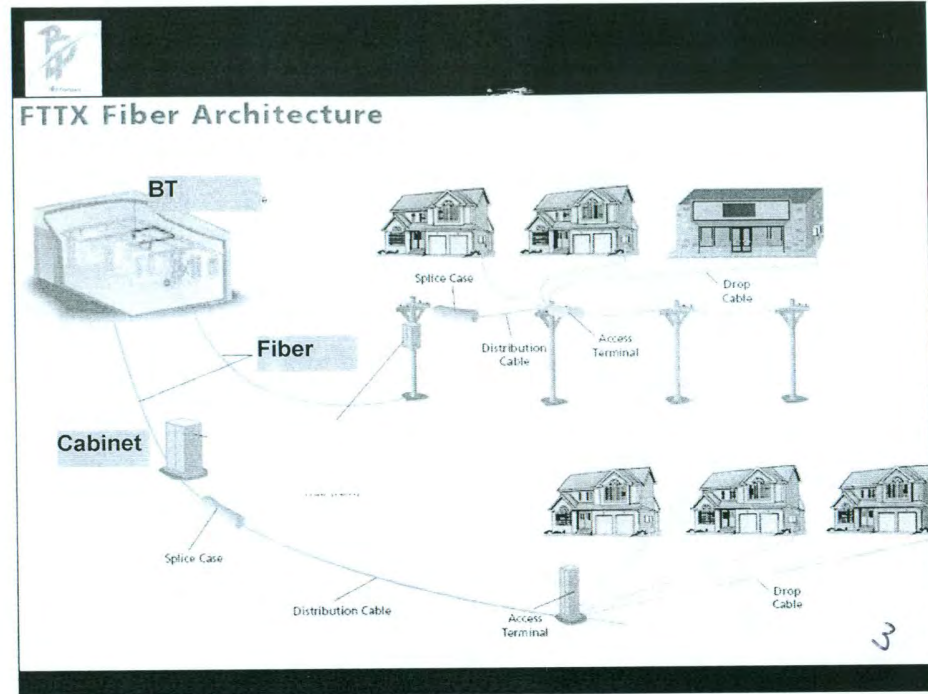 FTTX Fiber Architecture
BT
Splice Case
Drop
Cable
Distribution
Cable
Access
Terminal
Fiber
Cabinet
Splice Case
Distribution Cable
Access
Terminal
Drop
Cable
3